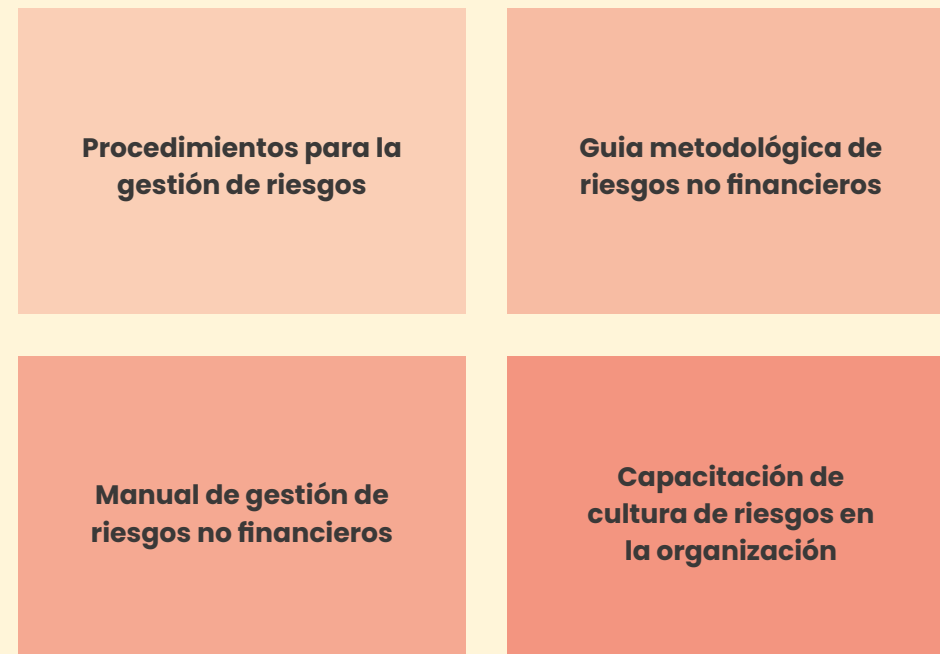 Procedimientos para la
gestión de riesgos
Guia metodológica de
riesgos no financieros
Manual de gestión de
riesgos no financieros
Capacitación de
cultura de riesgos en
la organización